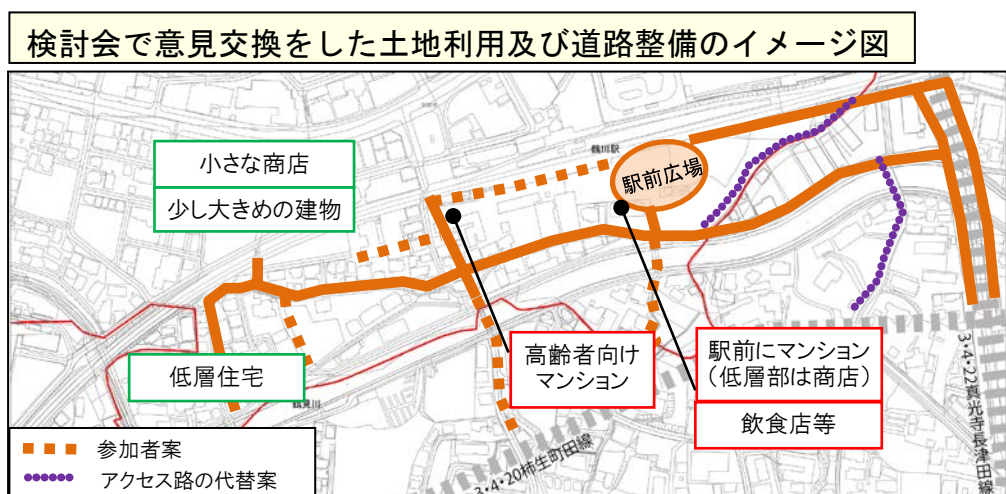 検討会で意見交換をした土地利用及び道路整備のイメージ図
小さな商店
少し大きめの建物
鶴川駅
駅前広場
低層住宅
高齢者向け
マンション
駅前にマンション
（低層部は商店）
飲食店等
鶴見川
参加者案
アクセス路の代替案
3・4・20柿生町田線
3・4・22真光寺長津田線